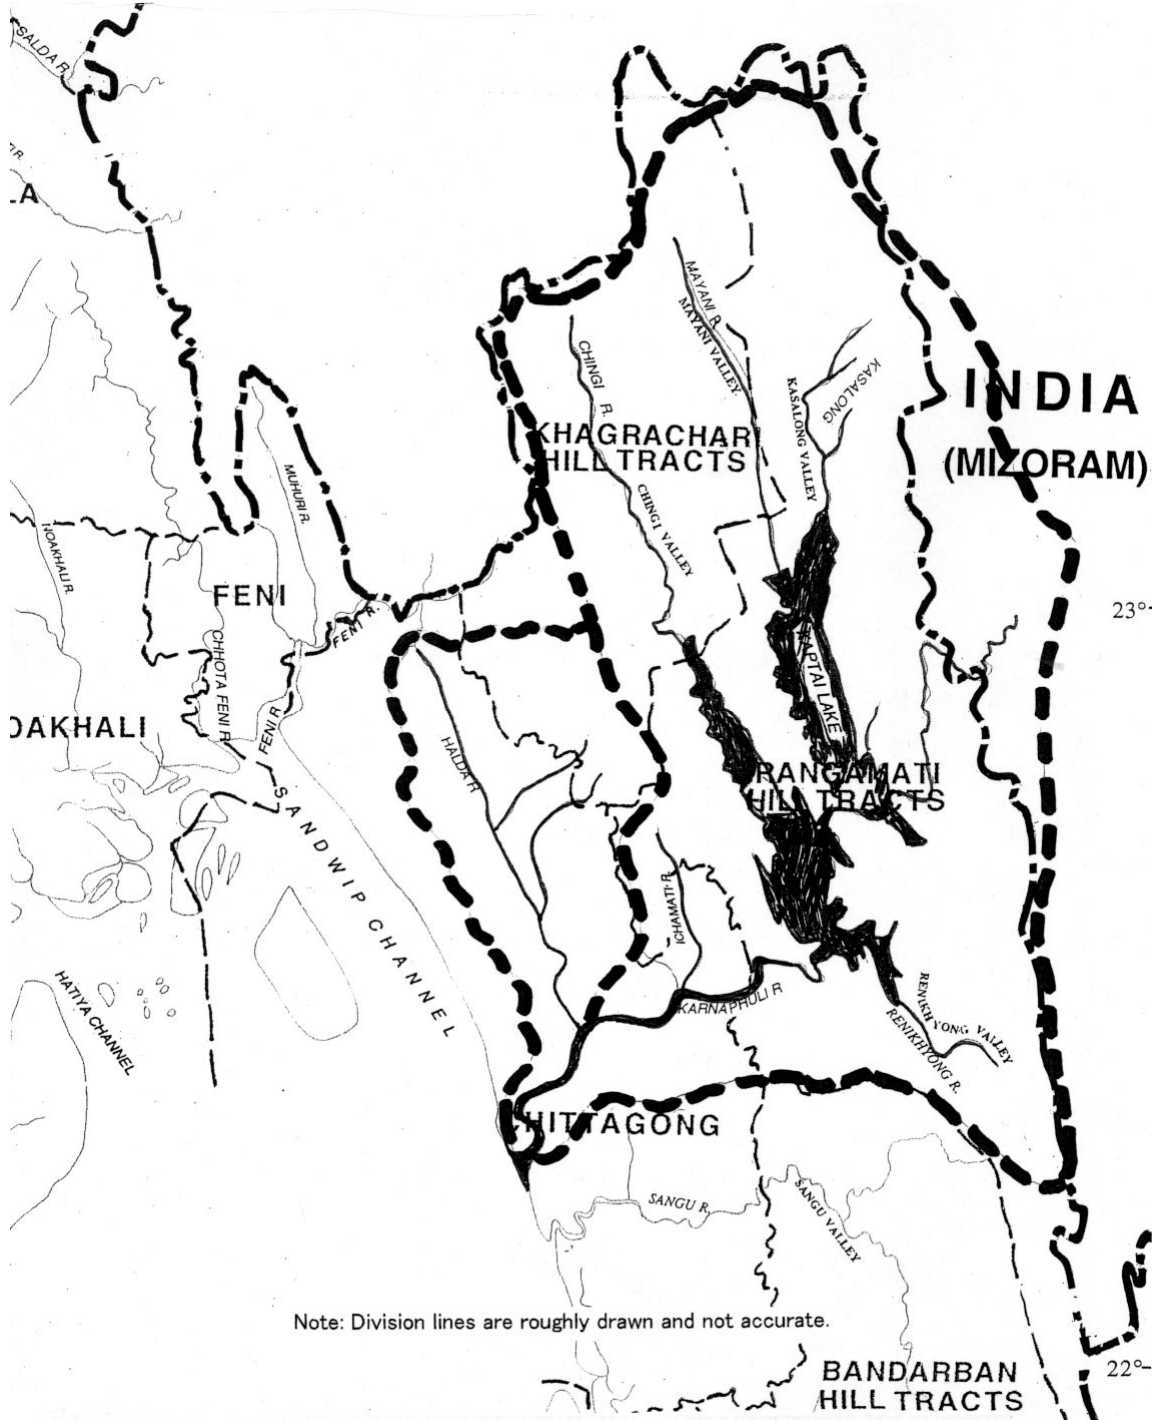 SALDA R.
LA
MAYANI R.
MAYANI VALLEY
CHINGI R.
KASALONG
KASALONG VALLEY
INDIA
(MIZORAM)
KHAGRACHAR
HILL TRACTS
CHINGI VALLEY
MUHURI R.
NOAKHALI R.
FENI
FENI R.
23°
CHHOTA FENI R.
FENI R.
OAKHALI
KAPTAI LAKE
HALDA R
RANGAMATI
HILL TRACTS
SANDWIP CHANNEL
ICHAMATI R.
HATIYA CHANNEL
KARNAPHULI R
RENIKHYONG VALLEY
RENIKHYONG R.
CHITTAGONG
SANGU R.
SANGU VALLEY
Note: Division lines are roughly drawn and not accurate.
BANDARBAN
HILL TRACTS
22°